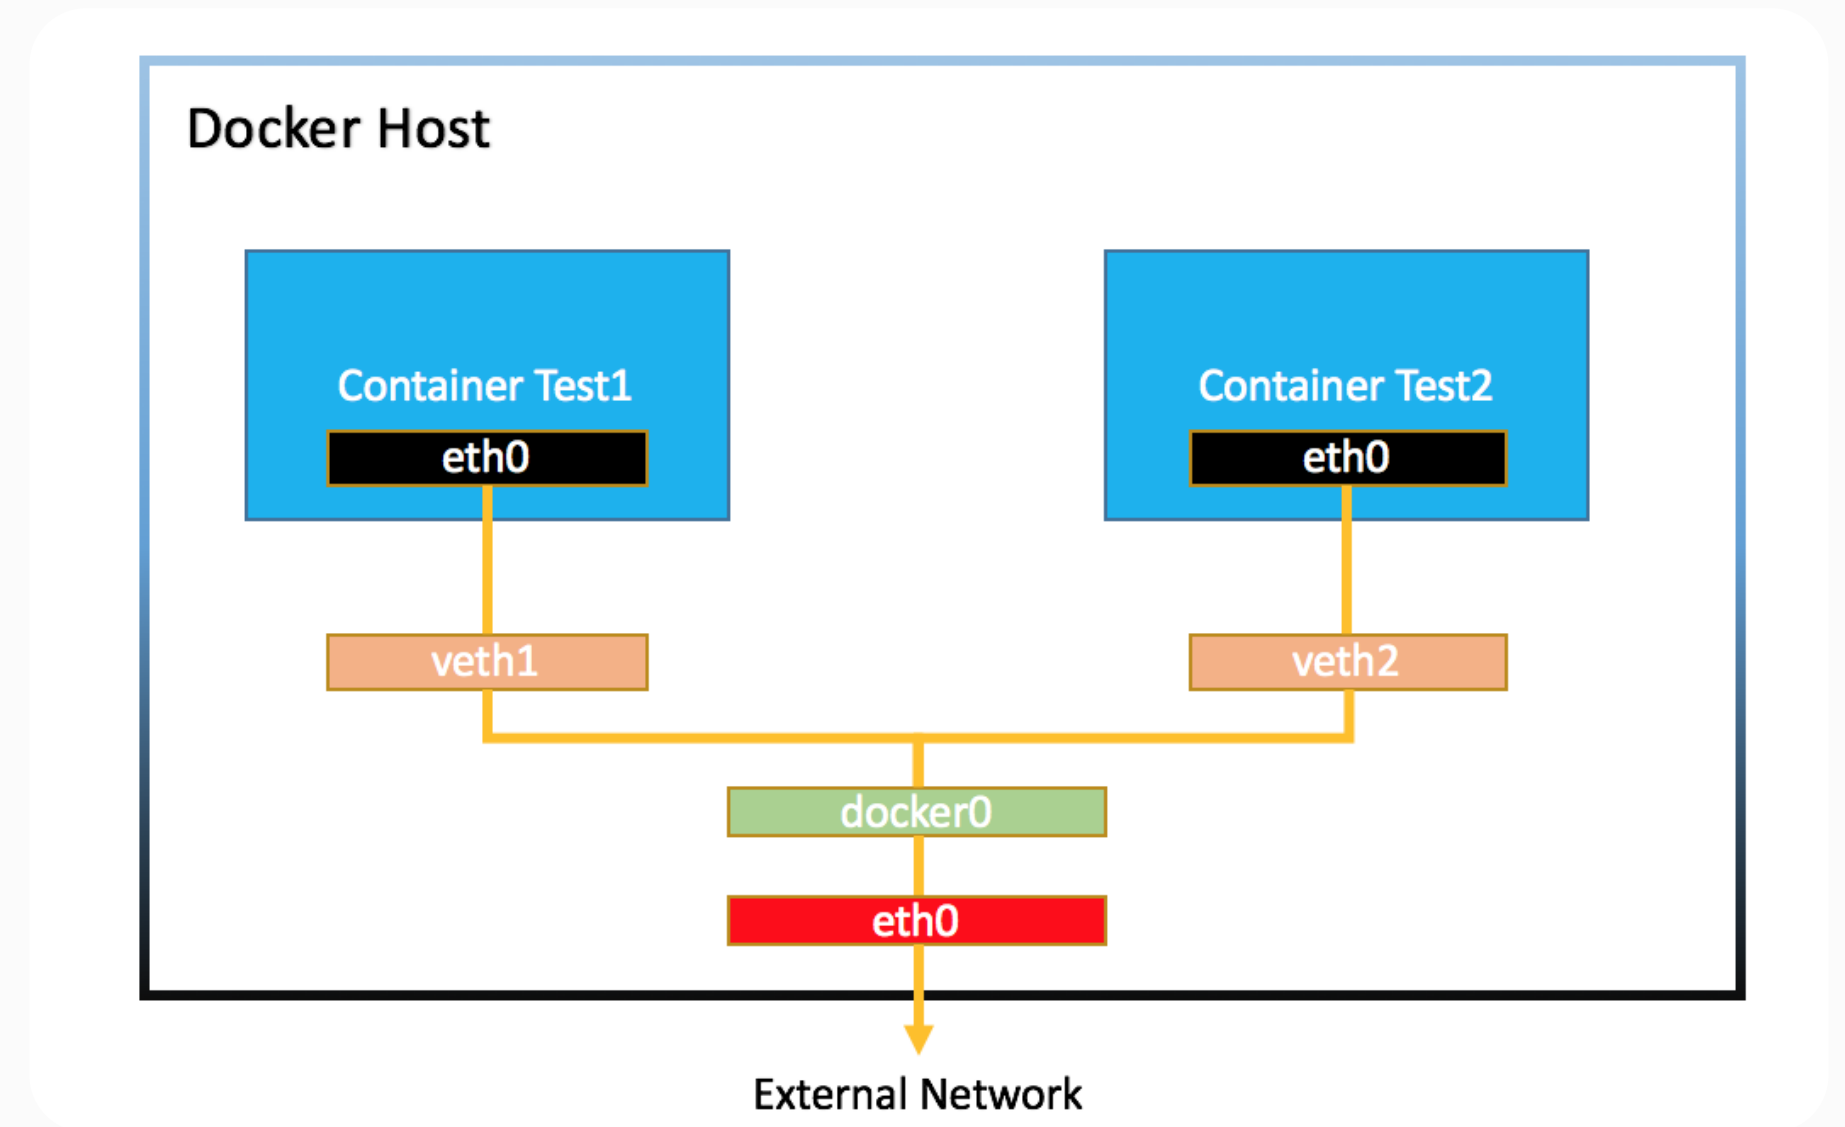 Docker Host
Container Test1
Container Test2
eth0
eth0
veth1
veth2
docker0
eth0
External Network